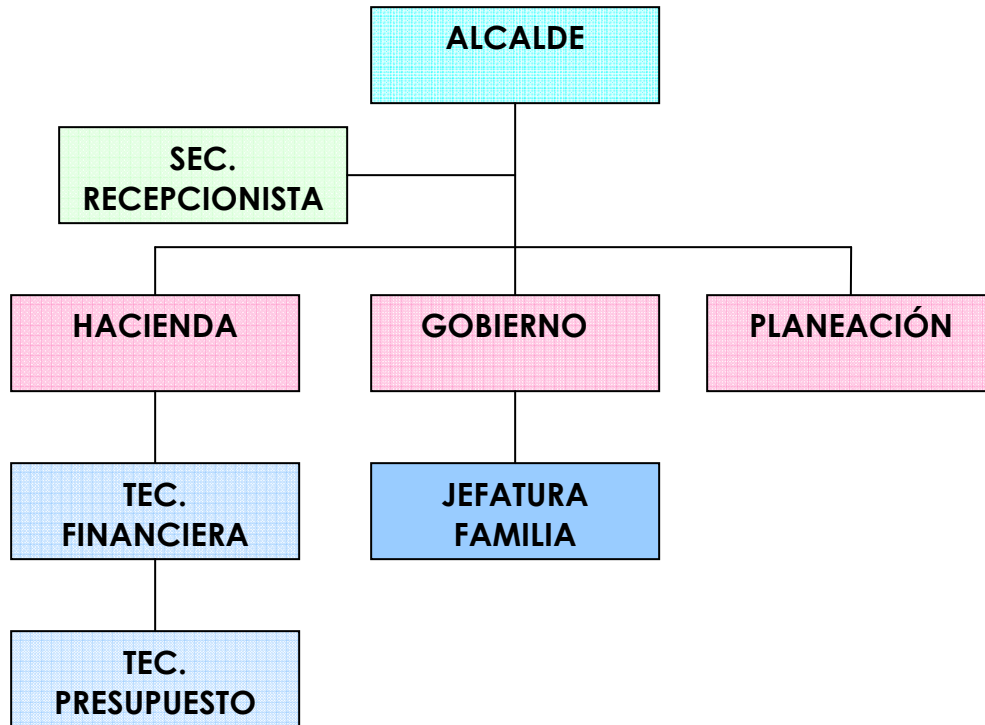 ALCALDE
SEC.
RECEPCIONISTA
HACIENDA
GOBIERNO
PLANEACIÓN
TEC.
FINANCIERA
JEFATURA
FAMILIA
TEC.
PRESUPUESTO